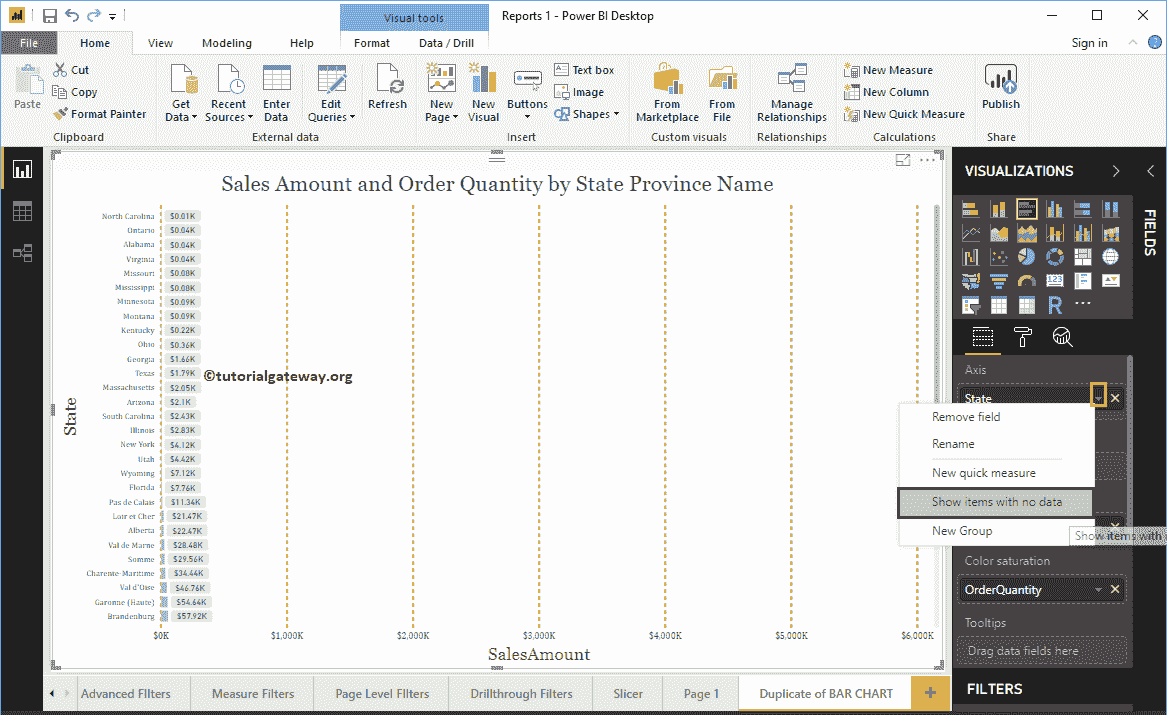 Visual tools
Reports 1 - Power BI Desktop
File Home View Modeling Help Format Data / Drill Sign in
Paste
Cut
Copy
Format Painter
Clipboard
Get Data
Recent Sources
Enter Data
Edit Queries
External data
Refresh
New Page
New Visual
Buttons
Text box
Image
Shapes
Insert
From Marketplace
From File
Custom visuals
Manage Relationships
Relationships
New Measure
New Column
New Quick Measure
Calculations
Publish
Share
Sales Amount and Order Quantity by State Province Name
State
North Carolina $0.01K
Ontario $0.04K
Alabama $0.04K
Virginia $0.04K
Missouri $0.08K
Mississippi $0.08K
Minnesota $0.09K
Montana $0.09K
Kentucky $0.22K
Ohio $0.36K
Georgia $1.66K
Texas $1.79K
©tutorialgateway.org
Massachusetts $2.05K
Arizona $2.1K
South Carolina $2.43K
Illinois $2.83K
New York $4.12K
Utah $4.42K
Wyoming $7.12K
Florida $7.76K
Pas de Calais $11.34K
Loir et Cher $21.47K
Alberta $22.47K
Val de Marne $28.48K
Somme $29.56K
Charente-Maritime $34.44K
Val d'Oise $46.76K
Garonne (Haute) $54.64K
Brandenburg $57.92K
$0K $1,000K $2,000K $3,000K $4,000K $5,000K $6,000K
SalesAmount
VISUALIZATIONS
FIELDS
123
R
Axis
State
Remove field
Rename
New quick measure
Show items with no data
New Group
Show items with
Color saturation
OrderQuantity
Tooltips
Drag data fields here
FILTERS
Advanced FIlters Measure Filters Page Level FIlters Drillthrough Filters Slicer Page 1 Duplicate of BAR CHART +